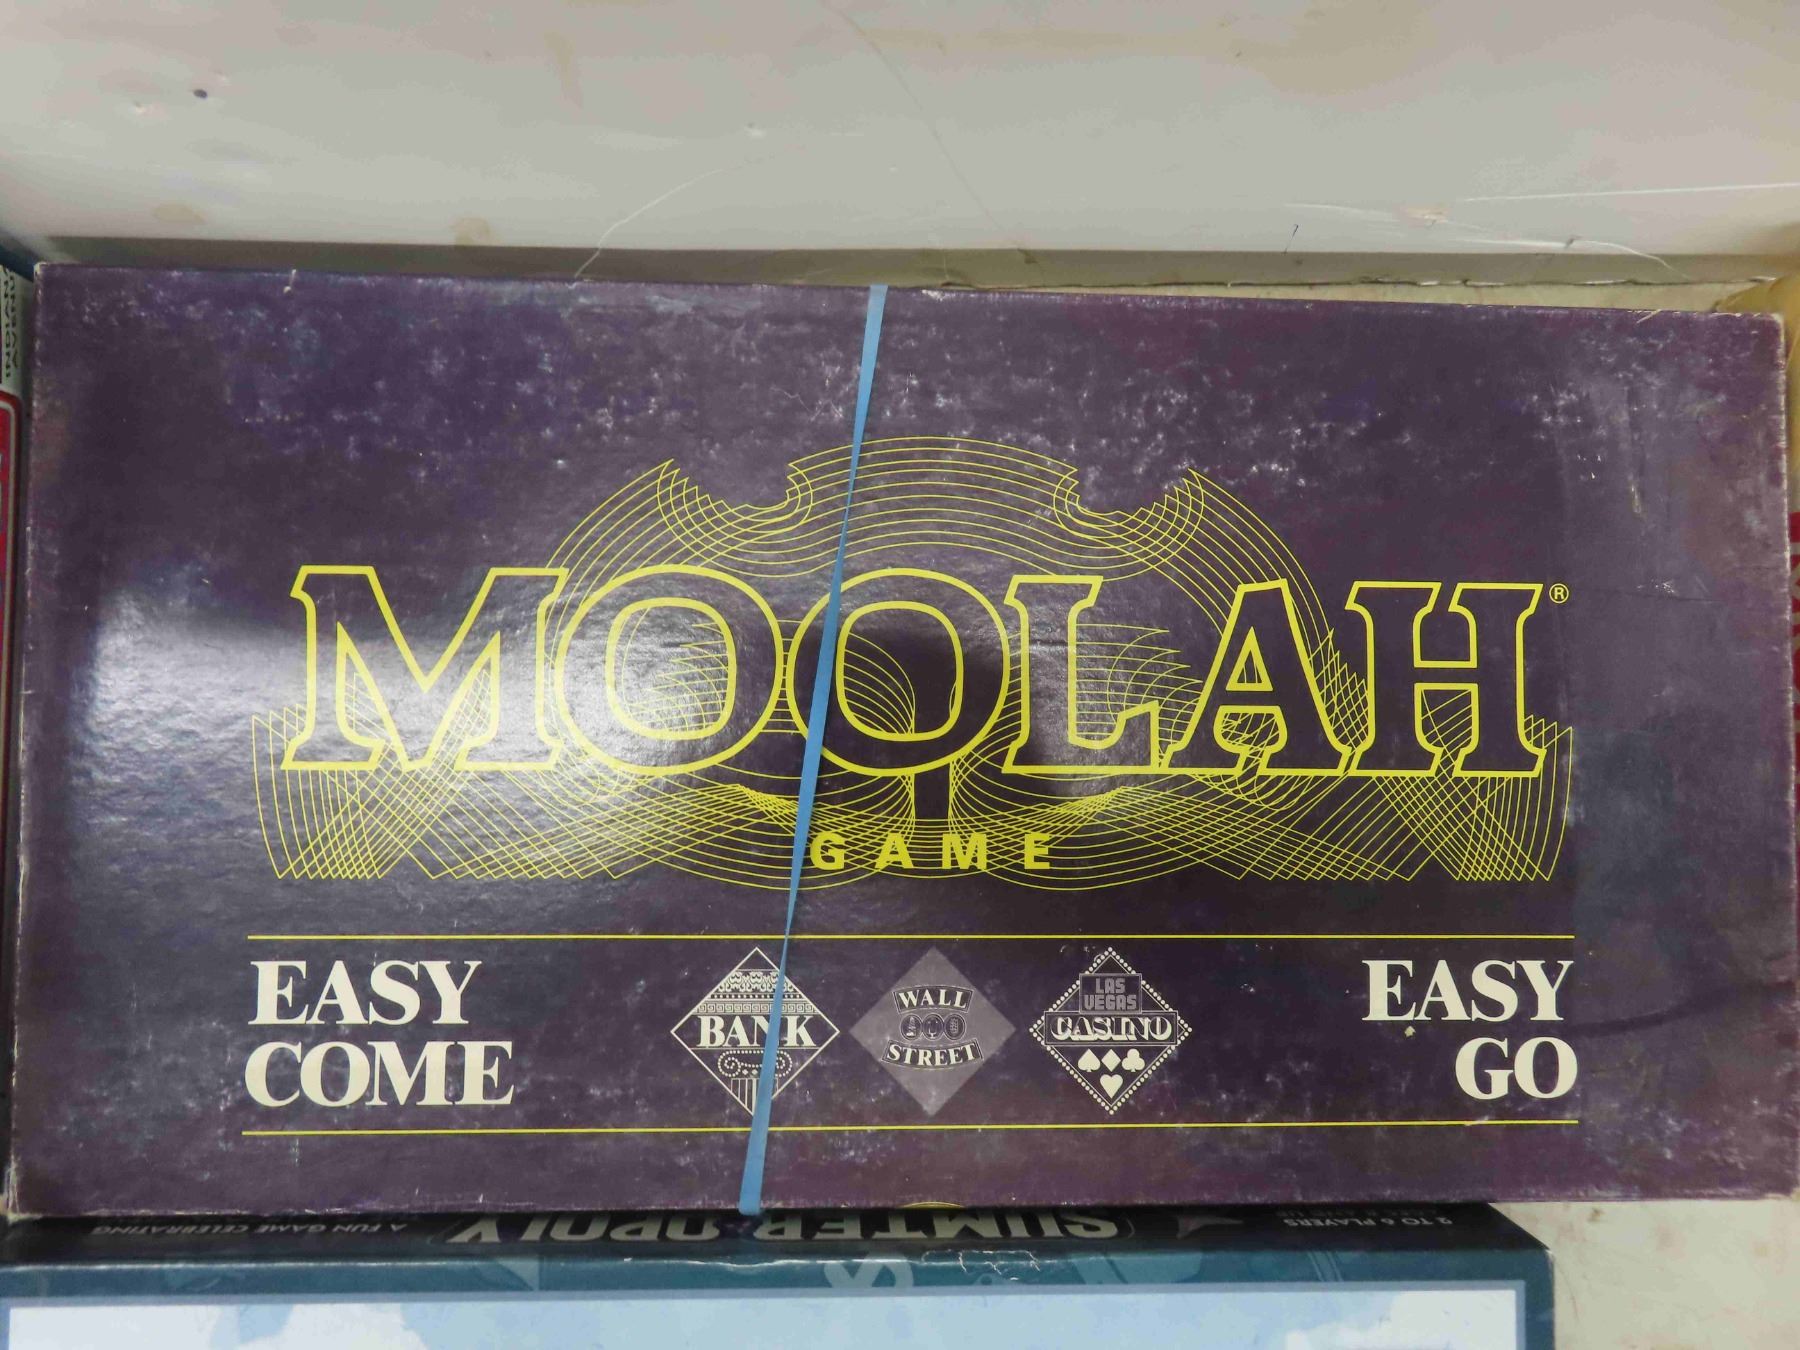 MOOLAH®
GAME
EASY
COME
BANK
WALL
STREET
LAS
VEGAS
CASINO
EASY
GO
SUMTER-OPOLY
A FUN GAME CELEBRATING
2 TO 6 PLAYERS